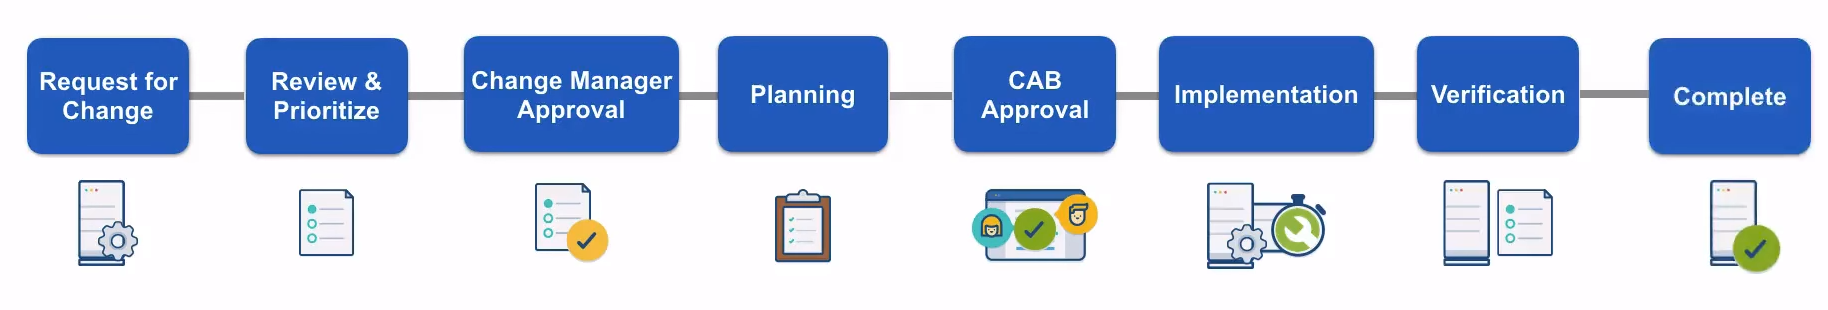 Request for
Change
Review &
Prioritize
Change Manager
Approval
Planning
CAB
Approval
Implementation
Verification
Complete